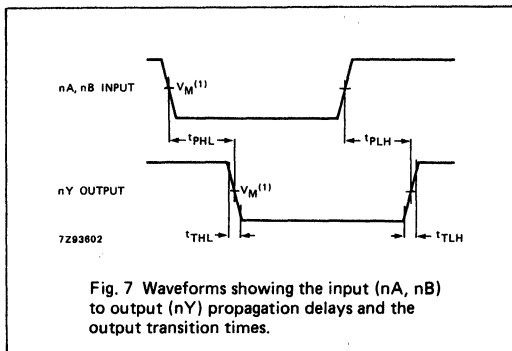 nA, nB INPUT
VM(1)
tPHL
tPLH
nY OUTPUT
VM(1)
tTHL
tTLH
7Z93602
Fig. 7 Waveforms showing the input (nA, nB)
to output (nY) propagation delays and the
output transition times.